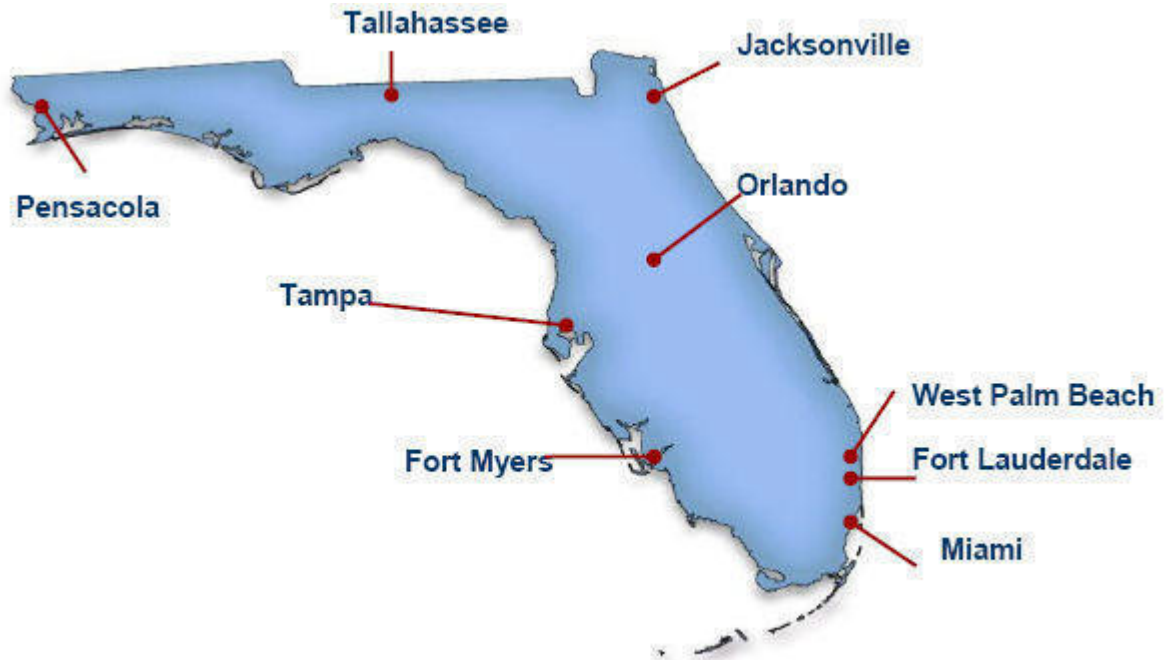 Tallahassee
Jacksonville
Pensacola
Orlando
Tampa
West Palm Beach
Fort Myers
Fort Lauderdale
Miami